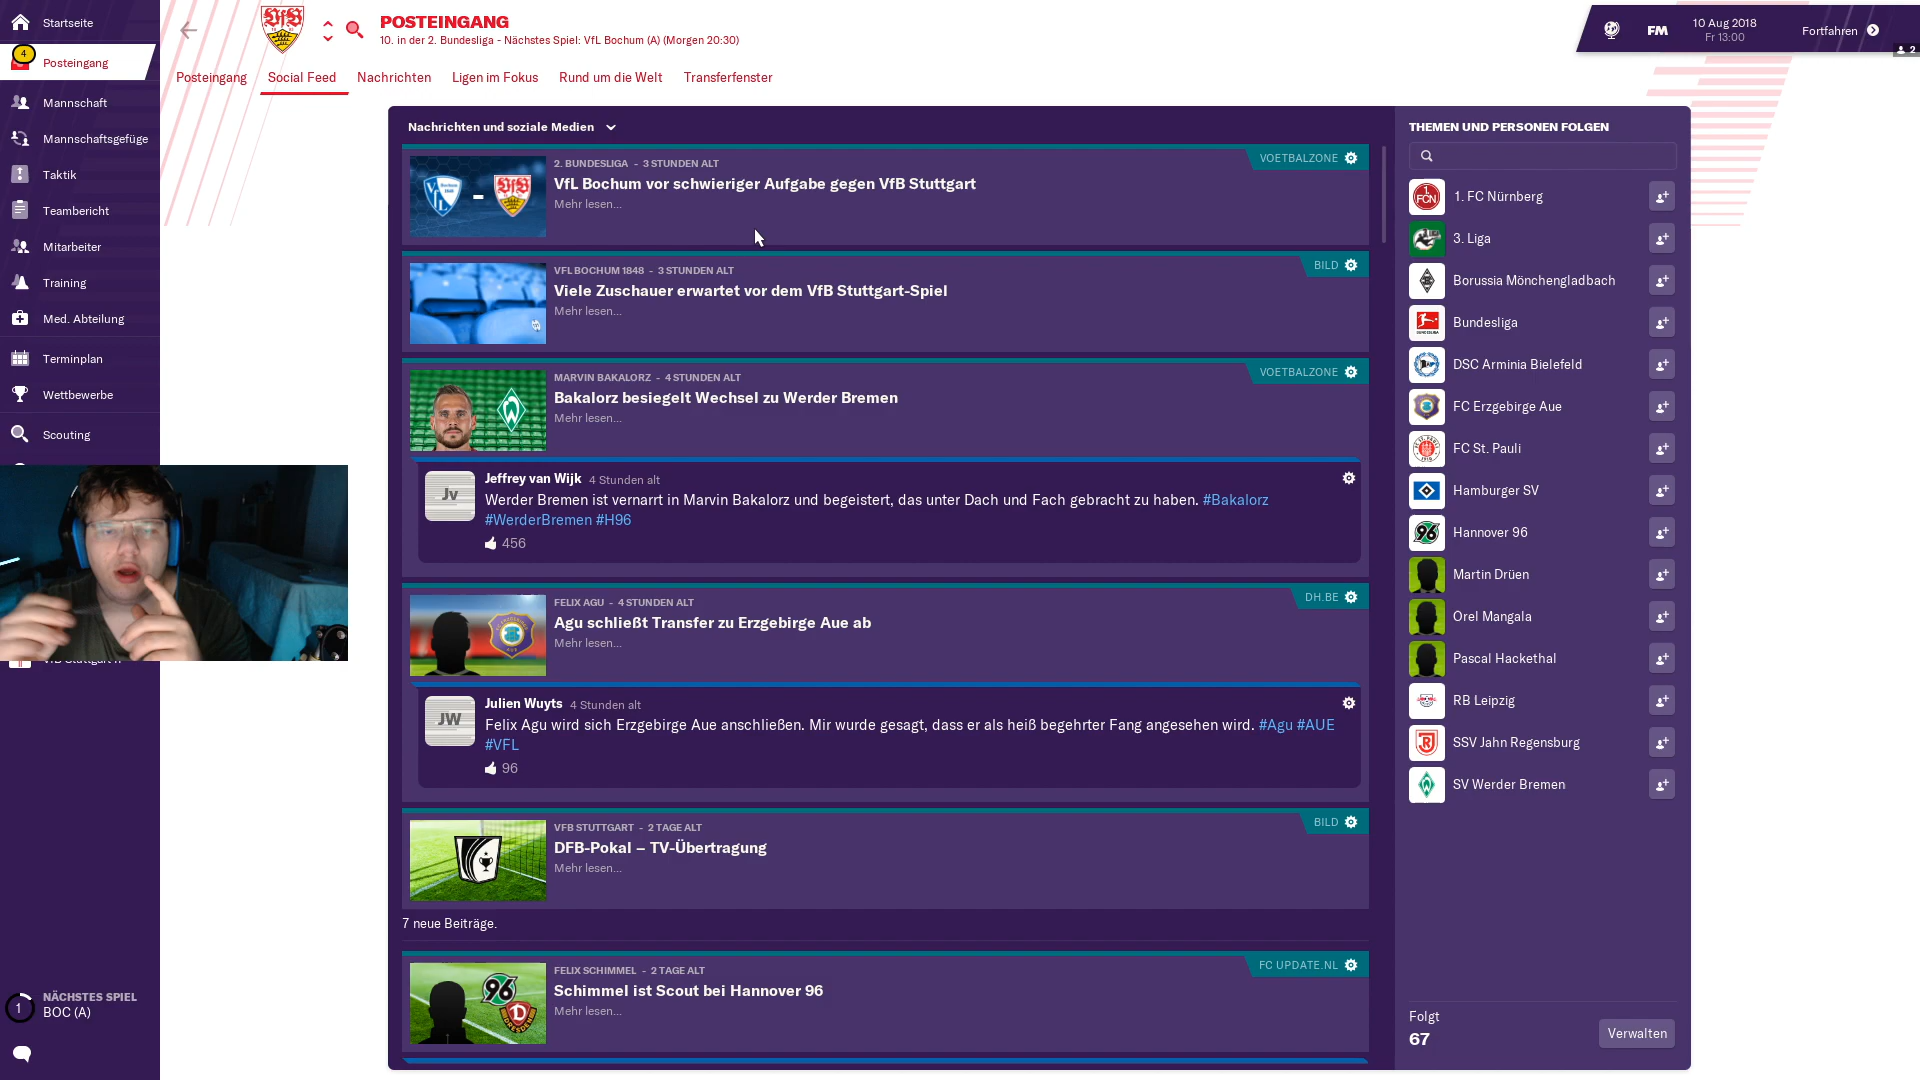 Startseite
4
Posteingang
Mannschaft
Mannschaftsgefüge
Taktik
Teambericht
Mitarbeiter
Training
Med. Abteilung
Terminplan
Wettbewerbe
Scouting
NÄCHSTES SPIEL
1
BOC (A)
POSTEINGANG
10. in der 2. Bundesliga - Nächstes Spiel: VfL Bochum (A) (Morgen 20:30)
FM
10 Aug 2018
Fr 13:00
Fortfahren
2
Posteingang
Social Feed
Nachrichten
Ligen im Fokus
Rund um die Welt
Transferfenster
Nachrichten und soziale Medien
2. BUNDESLIGA - 3 STUNDEN ALT
VOETBALZONE
VfL Bochum vor schwieriger Aufgabe gegen VfB Stuttgart
Mehr lesen...
VFL BOCHUM 1848 - 3 STUNDEN ALT
BILD
Viele Zuschauer erwartet vor dem VfB Stuttgart-Spiel
Mehr lesen...
MARVIN BAKALORZ - 4 STUNDEN ALT
VOETBALZONE
Bakalorz besiegelt Wechsel zu Werder Bremen
Mehr lesen...
Jv
Jeffrey van Wijk 4 Stunden alt
Werder Bremen ist vernarrt in Marvin Bakalorz und begeistert, das unter Dach und Fach gebracht zu haben. #Bakalorz
#WerderBremen #H96
456
FELIX AGU - 4 STUNDEN ALT
DH.BE
Agu schließt Transfer zu Erzgebirge Aue ab
Mehr lesen...
JW
Julien Wuyts 4 Stunden alt
Felix Agu wird sich Erzgebirge Aue anschließen. Mir wurde gesagt, dass er als heiß begehrter Fang angesehen wird. #Agu #AUE
#VFL
96
VFB STUTTGART - 2 TAGE ALT
BILD
DFB-Pokal – TV-Übertragung
Mehr lesen...
7 neue Beiträge.
FELIX SCHIMMEL - 2 TAGE ALT
FC UPDATE.NL
Schimmel ist Scout bei Hannover 96
Mehr lesen...
THEMEN UND PERSONEN FOLGEN
1. FC Nürnberg
3. Liga
Borussia Mönchengladbach
Bundesliga
DSC Arminia Bielefeld
FC Erzgebirge Aue
FC St. Pauli
Hamburger SV
Hannover 96
Martin Drüen
Orel Mangala
Pascal Hackethal
RB Leipzig
SSV Jahn Regensburg
SV Werder Bremen
Folgt
67
Verwalten